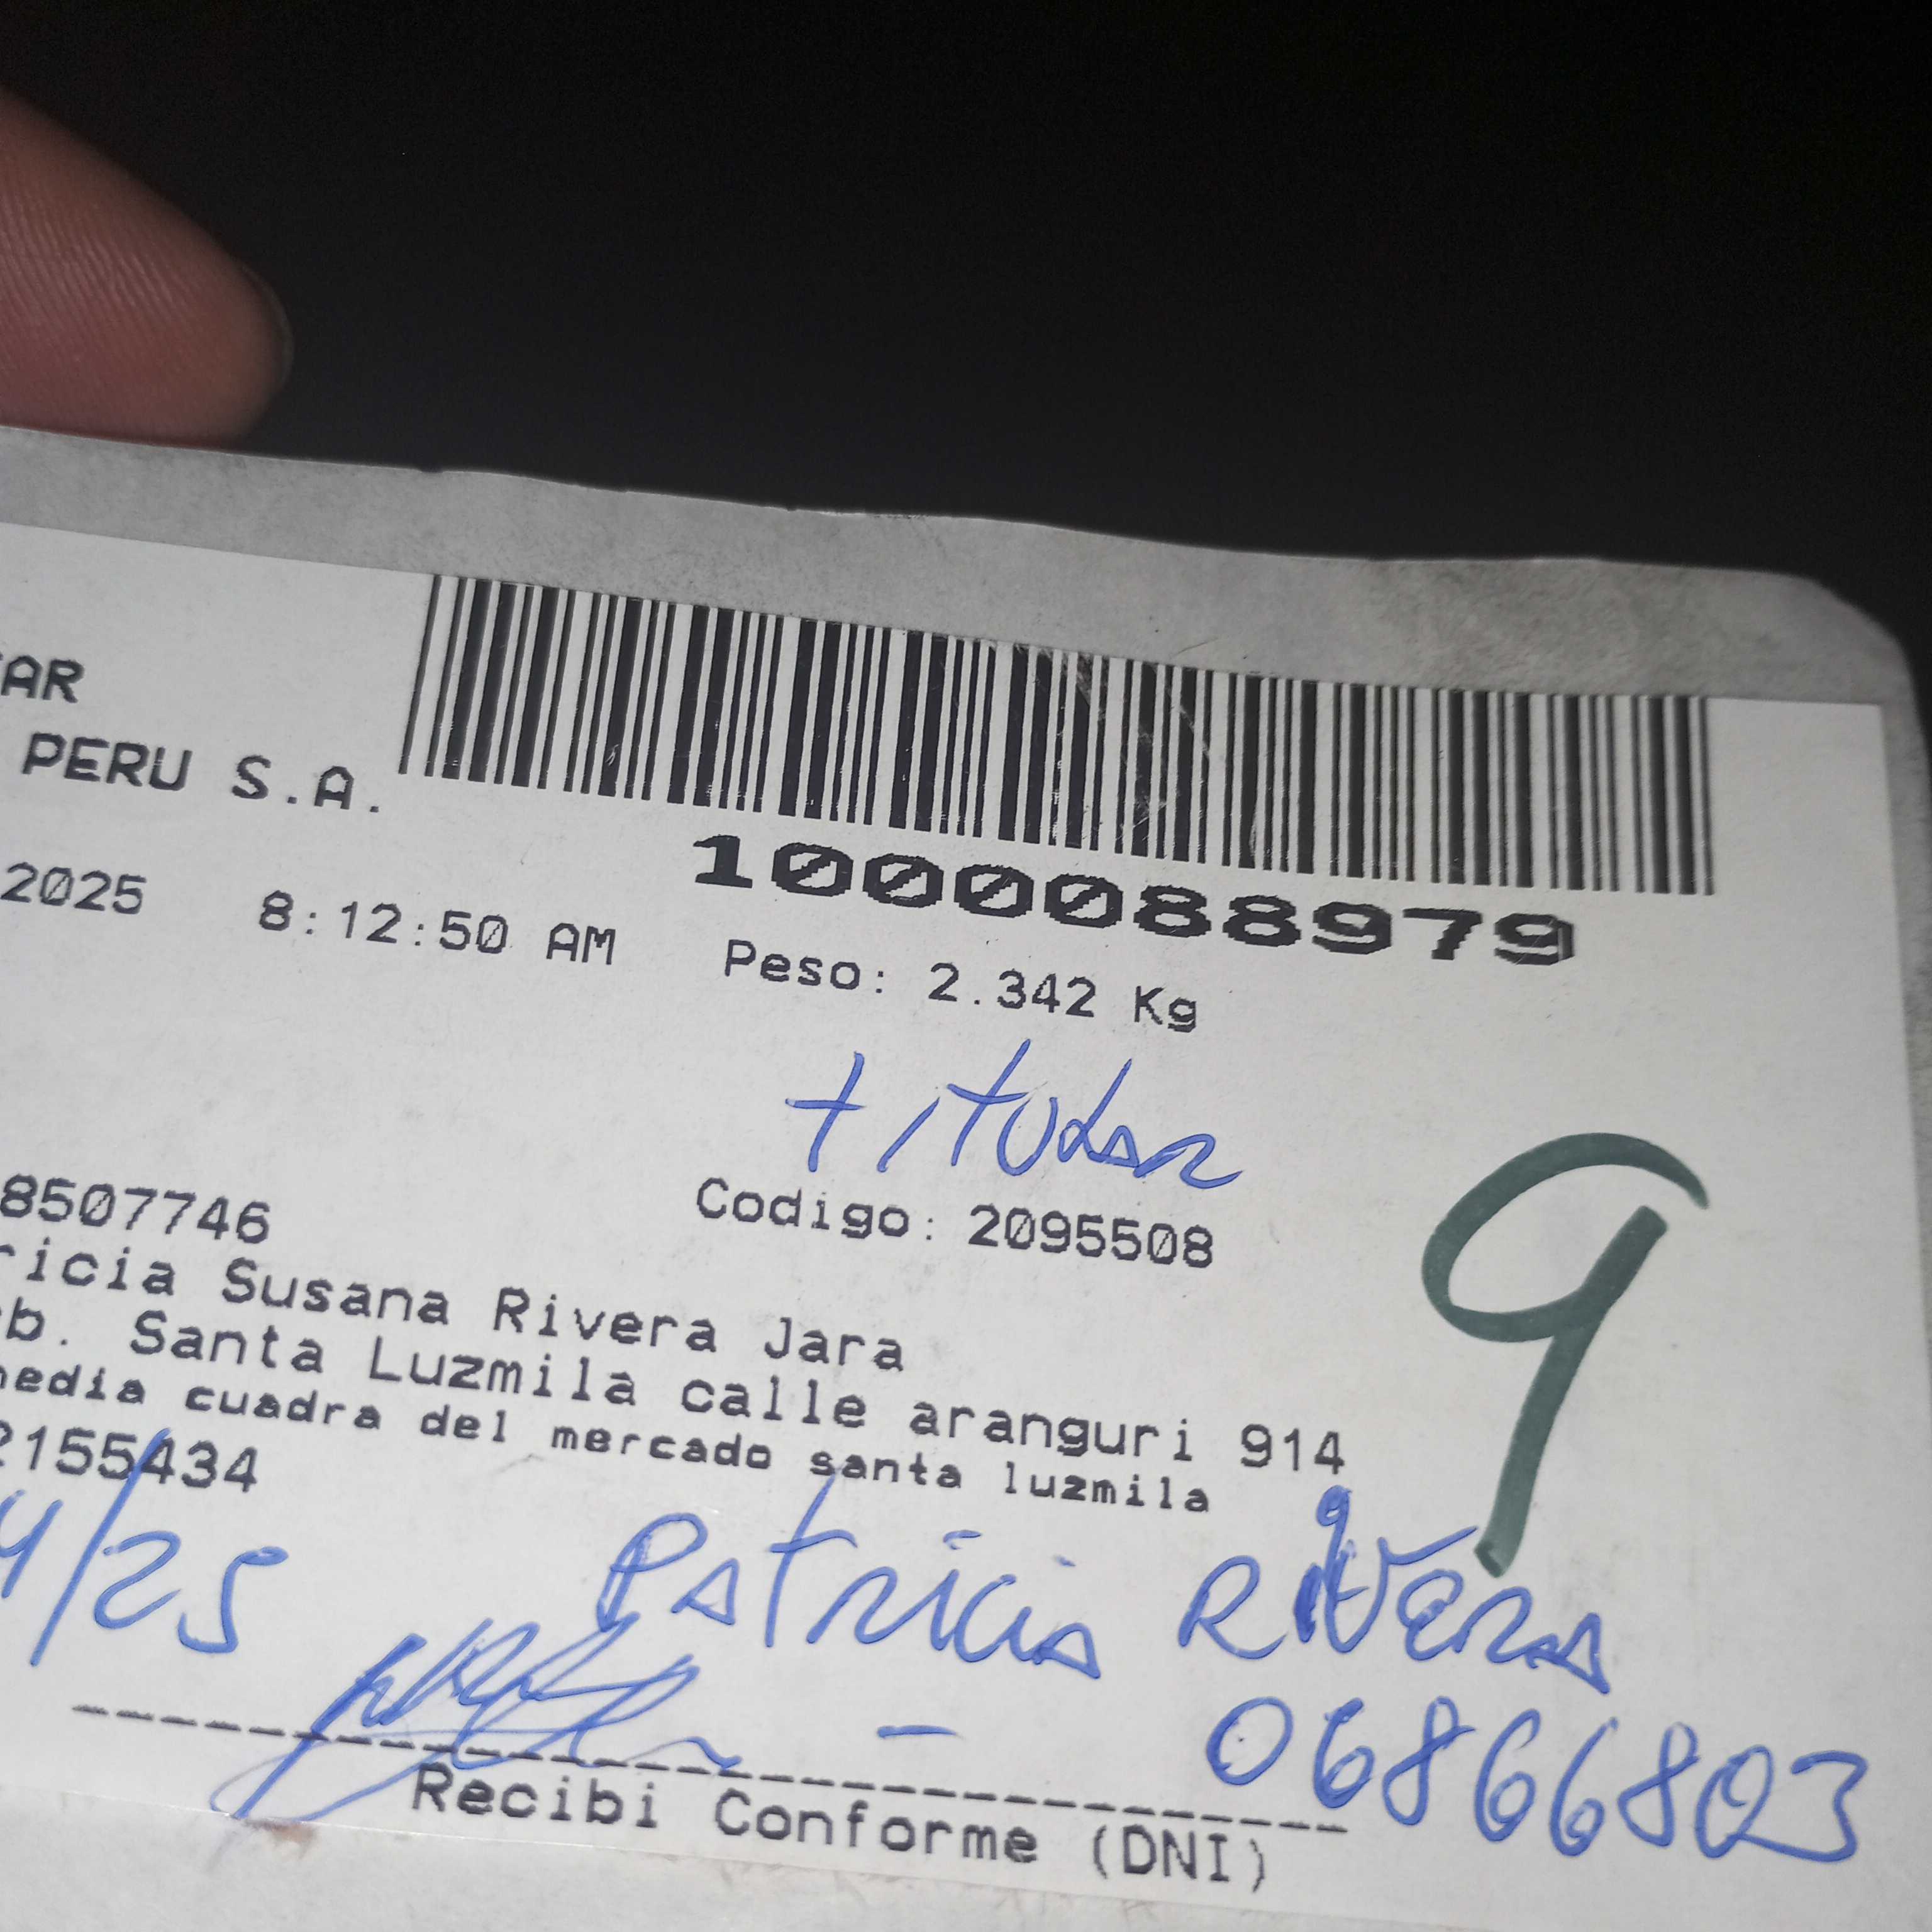 AR
PERU S.A.
1000088979
2025 8:12:50 AM Peso: 2.342 Kg
titular
8507746 Codigo: 2095508
ricia Susana Rivera Jara
b. Santa Luzmila calle aranguri 914
media cuadra del mercado santa luzmila
2155434
4/25 Patricia Rivera
9
- 06866803
Recibi Conforme (DNI)